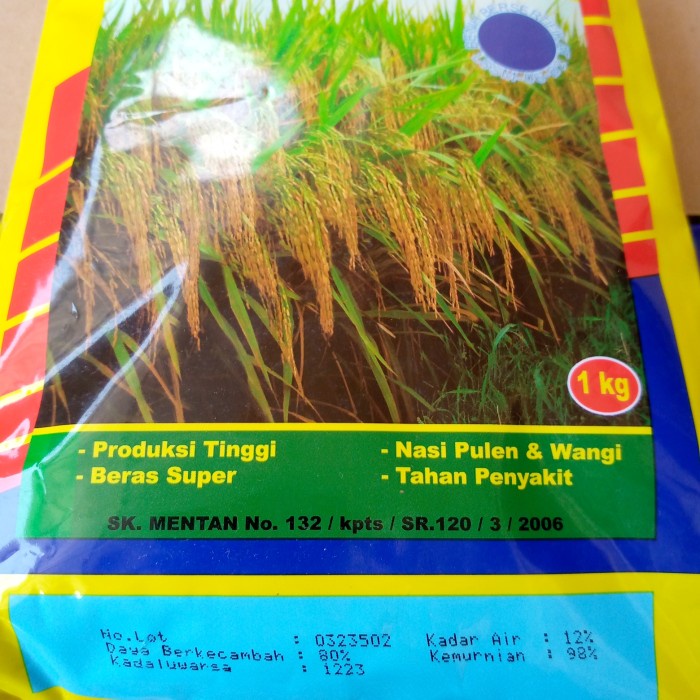 1 kg
- Produksi Tinggi - Nasi Pulen & Wangi
- Beras Super - Tahan Penyakit
SK. MENTAN No. 132 / kpts / SR.120 / 3 / 2006
No.Lot : 0323502 Kadar Air : 12%
Daya Berkecambah : 80% Kemurnian : 98%
Kadaluwarsa : 1223